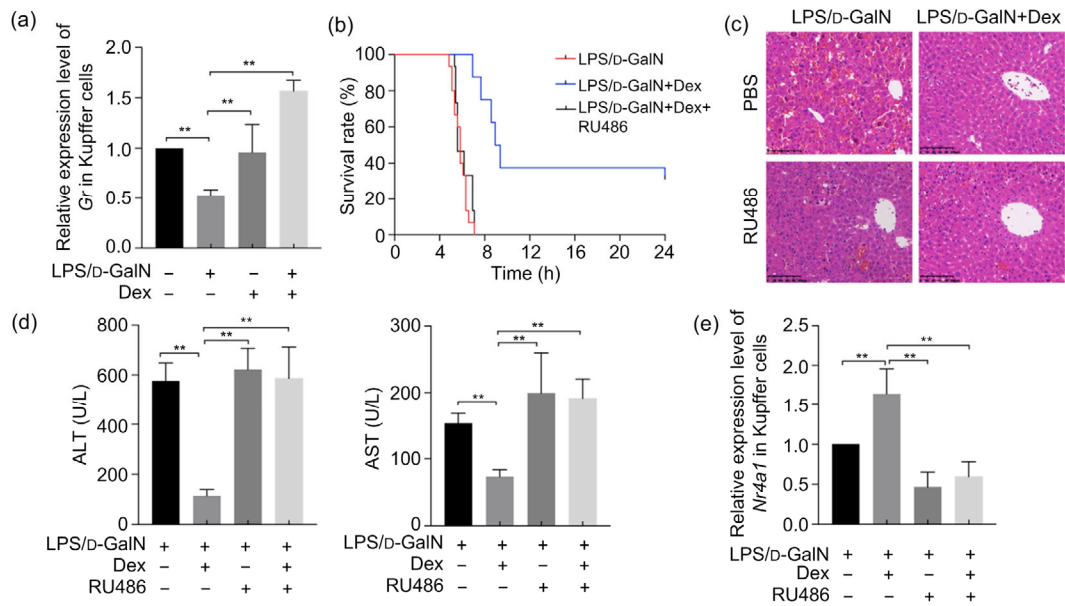 (a)
Relative expression level of
Gr in Kupffer cells
2.0
1.5
1.0
0.5
0.0
**
**
**
LPS/D-GalN – + – +
Dex – – + +
(b)
Survival rate (%)
100
80
60
40
20
0
0 4 8 12 16 20 24
Time (h)
LPS/D-GalN
LPS/D-GalN+Dex
LPS/D-GalN+Dex+
RU486
(c)
LPS/D-GalN LPS/D-GalN+Dex
PBS
RU486
(d)
ALT (U/L)
800
600
400
600
0
**
**
**
LPS/D-GalN + + + +
Dex – + – +
RU486 – – + +
AST (U/L)
300
200
100
0
**
**
**
LPS/D-GalN + + + +
Dex – + – +
RU486 – – + +
(e)
Relative expression level of
Nr4a1 in Kupffer cells
2.5
2.0
1.5
1.0
0.5
0.0
**
**
**
LPS/D-GalN + + + +
Dex – + – +
RU486 – – + +